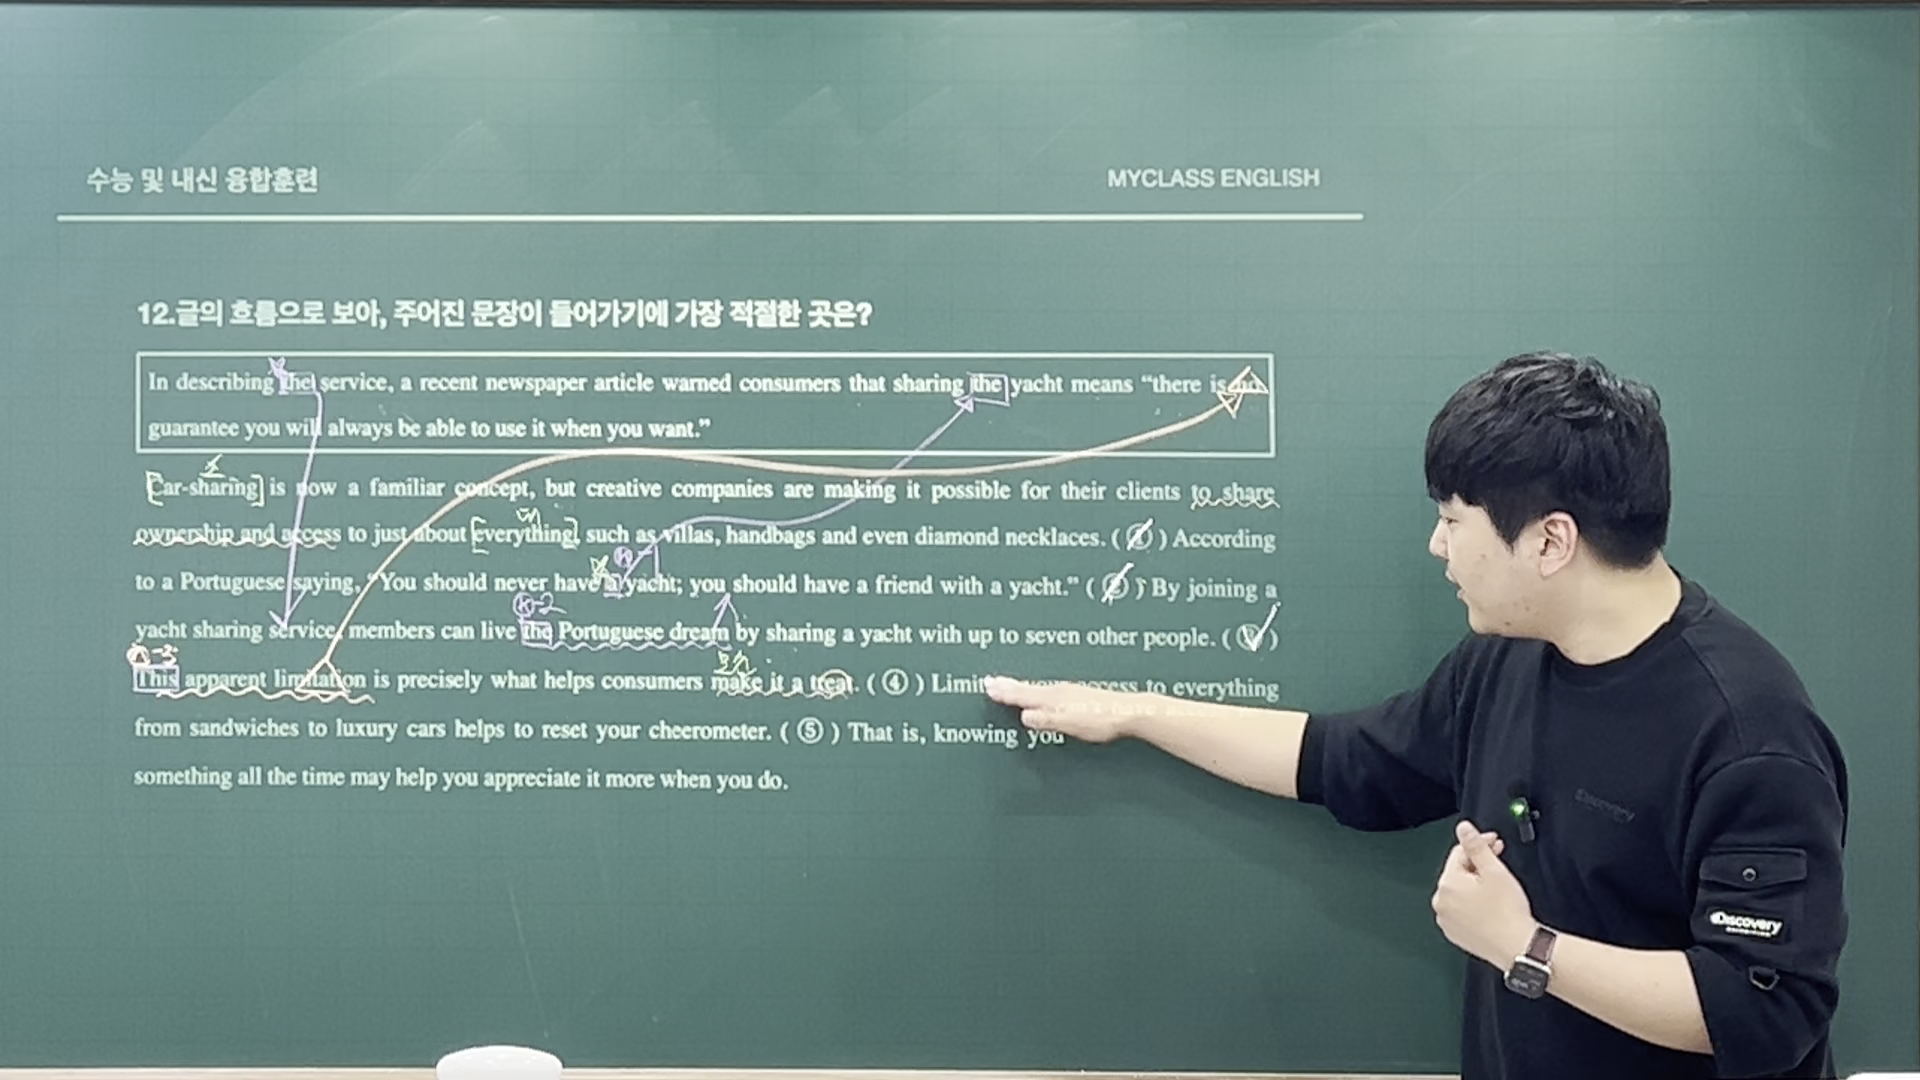 수능 및 내신 융합훈련
MYCLASS ENGLISH
12.글의 흐름으로 보아, 주어진 문장이 들어가기에 가장 적절한 곳은?
In describing the service, a recent newspaper article warned consumers that sharing the yacht means “there is no
guarantee you will always be able to use it when you want.”
Car-sharing is now a familiar concept, but creative companies are making it possible for their clients to share
ownership and access to just about everything such as villas, handbags and even diamond necklaces. ( ① ) According
to a Portuguese saying, “You should never have a yacht; you should have a friend with a yacht.” ( ② ) By joining a
yacht sharing service, members can live the Portuguese dream by sharing a yacht with up to seven other people. ( ③ )
This apparent limitation is precisely what helps consumers make it a treat. ( ④ ) Limit your access to everything
from sandwiches to luxury cars helps to reset your cheerometer. ( ⑤ ) That is, knowing you can't have access
something all the time may help you appreciate it more when you do.
Discovery
Discovery